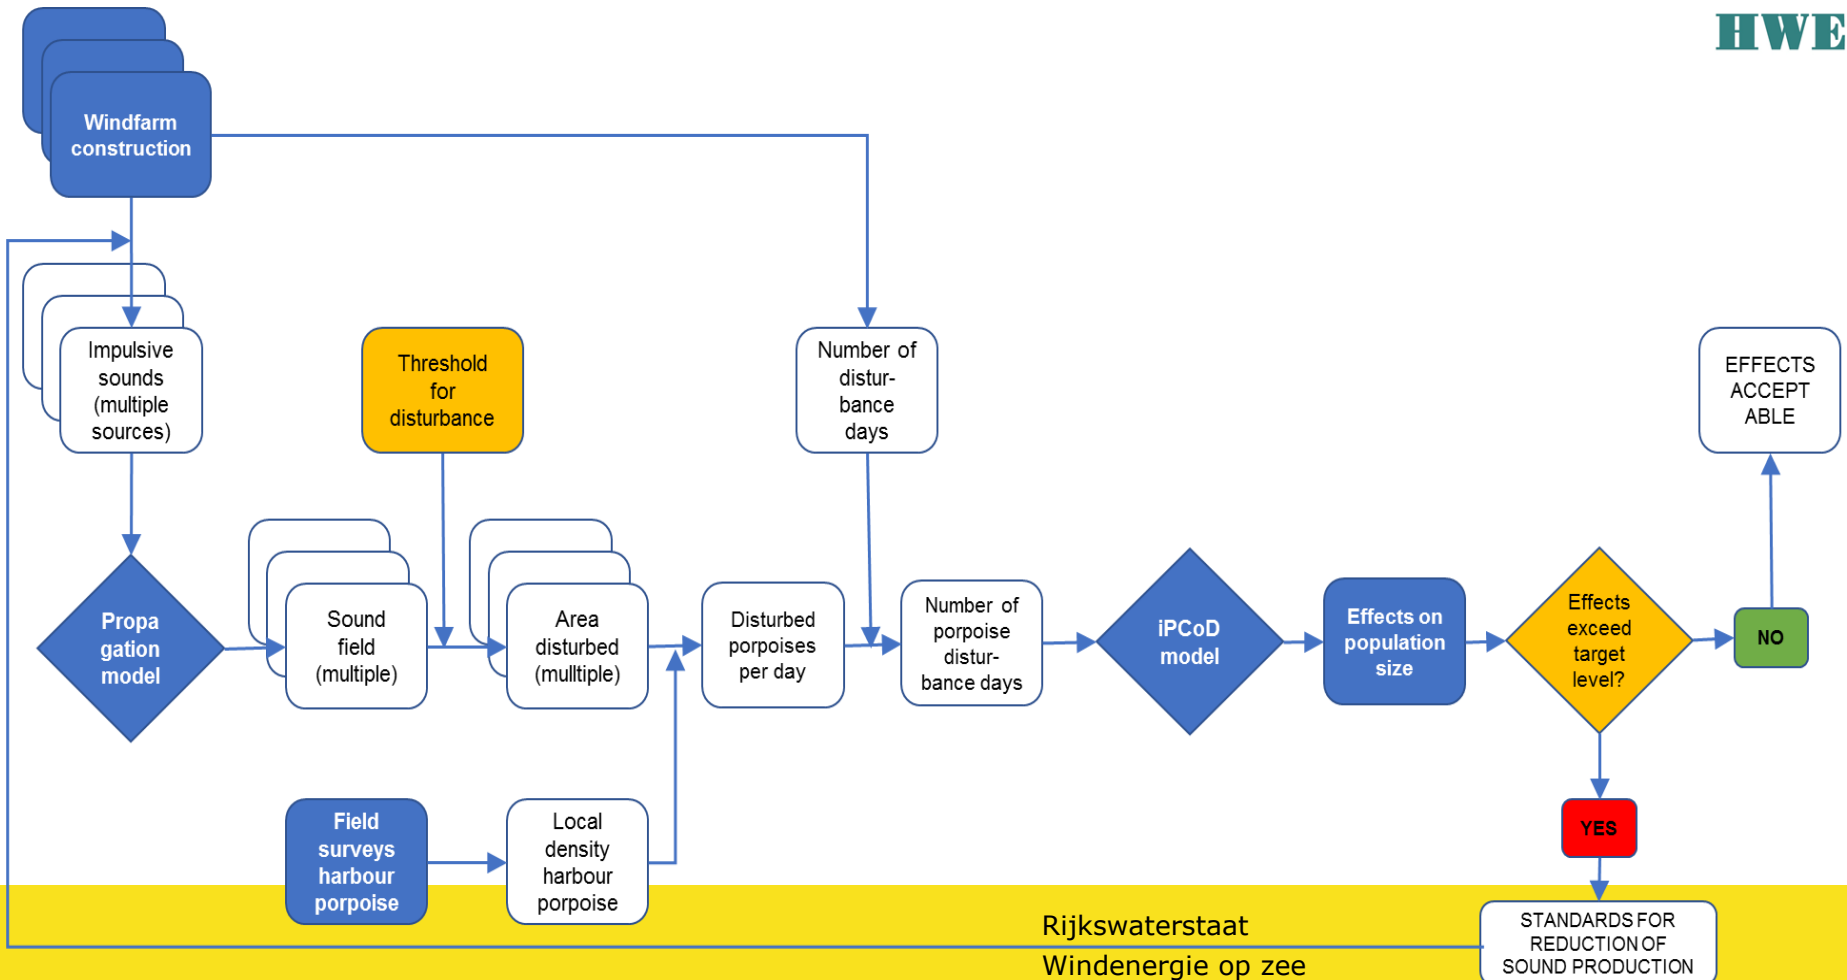 HWE
Windfarm
construction
Impulsive
sounds
(multiple
sources)
Threshold
for
disturbance
Number of
distur-
bance
days
EFFECTS
ACCEPT
ABLE
Propa
gation
model
Sound
field
(multiple)
Area
disturbed
(mulltiple)
Disturbed
porpoises
per day
Number of
porpoise
distur-
bance days
iPCoD
model
Effects on
population
size
Effects
exceed
target
level?
NO
YES
Field
surveys
harbour
porpoise
Local
density
harbour
porpoise
Rijkswaterstaat
Windenergie op zee
STANDARDS FOR
REDUCTION OF
SOUND PRODUCTION